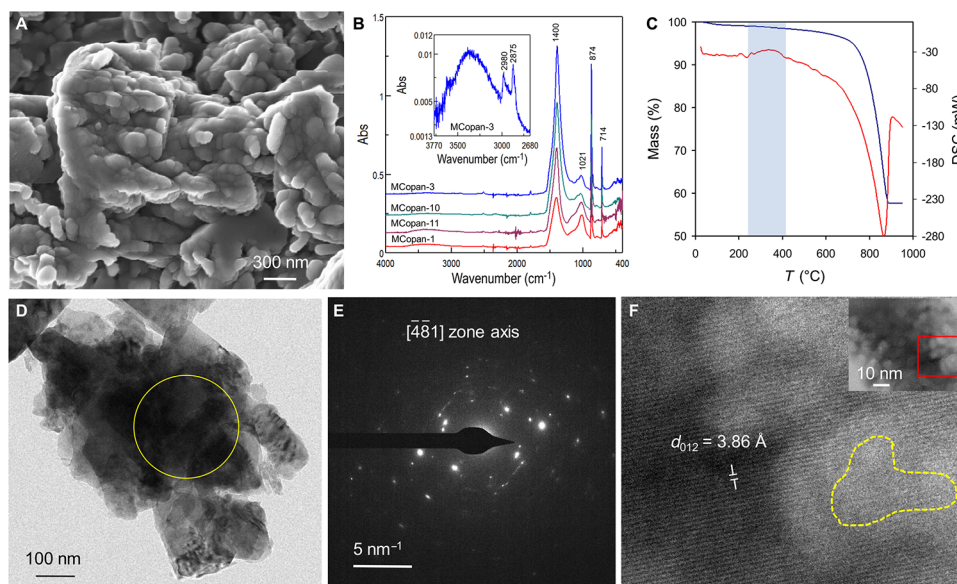 A
300 nm
B
Abs
1.5
1
0.5
0
4000
3000
2000
1400
400
Wavenumber (cm⁻¹)
1400
874
714
1021
MCopan-3
MCopan-10
MCopan-11
MCopan-1
Abs
0.012
0.010
0.005
0.0013
3770
3500
3000
2680
Wavenumber (cm⁻¹)
2980
2875
MCopan-3
C
Mass (%)
100
90
80
70
60
50
0
200
400
600
800
1000
T (°C)
-30
-80
-130
-180
-230
-280
DSC (mW)
D
100 nm
E
[4̅8̅1] zone axis
5 nm⁻¹
F
10 nm
d₀₁₂ = 3.86 Å